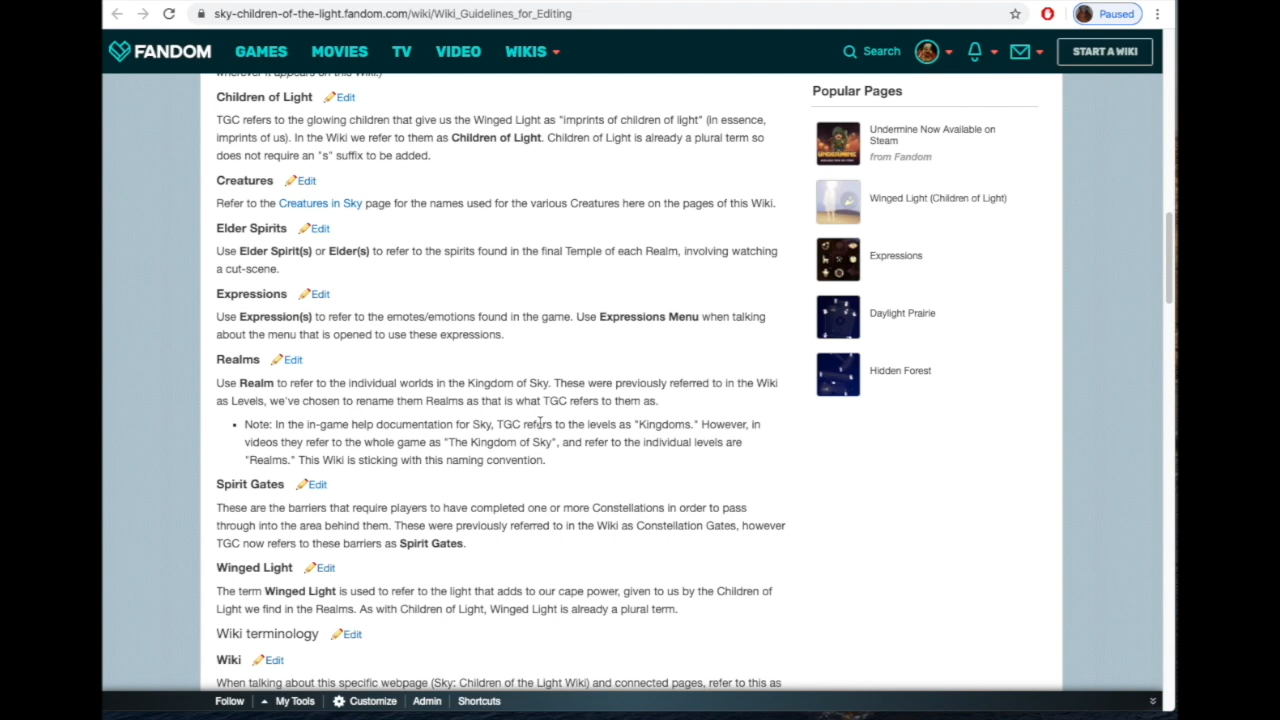 sky-children-of-the-light.fandom.com/wiki/Wiki_Guidelines_for_Editing
Paused
FANDOM GAMES MOVIES TV VIDEO WIKIS Search START A WIKI
wherever it appears on this Wiki.)
Children of Light Edit
TGC refers to the glowing children that give us the Winged Light as "imprints of children of light" (in essence,
imprints of us). In the Wiki we refer to them as Children of Light. Children of Light is already a plural term so
does not require an "s" suffix to be added.
Creatures Edit
Refer to the Creatures in Sky page for the names used for the various Creatures here on the pages of this Wiki.
Elder Spirits Edit
Use Elder Spirit(s) or Elder(s) to refer to the spirits found in the final Temple of each Realm, involving watching
a cut-scene.
Expressions Edit
Use Expression(s) to refer to the emotes/emotions found in the game. Use Expressions Menu when talking
about the menu that is opened to use these expressions.
Realms Edit
Use Realm to refer to the individual worlds in the Kingdom of Sky. These were previously referred to in the Wiki
as Levels, we've chosen to rename them Realms as that is what TGC refers to them as.
• Note: In the in-game help documentation for Sky, TGC refers to the levels as "Kingdoms." However, in
videos they refer to the whole game as "The Kingdom of Sky", and refer to the individual levels are
"Realms." This Wiki is sticking with this naming convention.
Spirit Gates Edit
These are the barriers that require players to have completed one or more Constellations in order to pass
through into the area behind them. These were previously referred to in the Wiki as Constellation Gates, however
TGC now refers to these barriers as Spirit Gates.
Winged Light Edit
The term Winged Light is used to refer to the light that adds to our cape power, given to us by the Children of
Light we find in the Realms. As with Children of Light, Winged Light is already a plural term.
Wiki terminology Edit
Wiki Edit
When talking about this specific webpage (Sky: Children of the Light Wiki) and connected pages, refer to this as
Popular Pages
UNDERMINE
Undermine Now Available on
Steam
from Fandom
Winged Light (Children of Light)
Expressions
Daylight Prairie
Hidden Forest
Follow My Tools Customize Admin Shortcuts